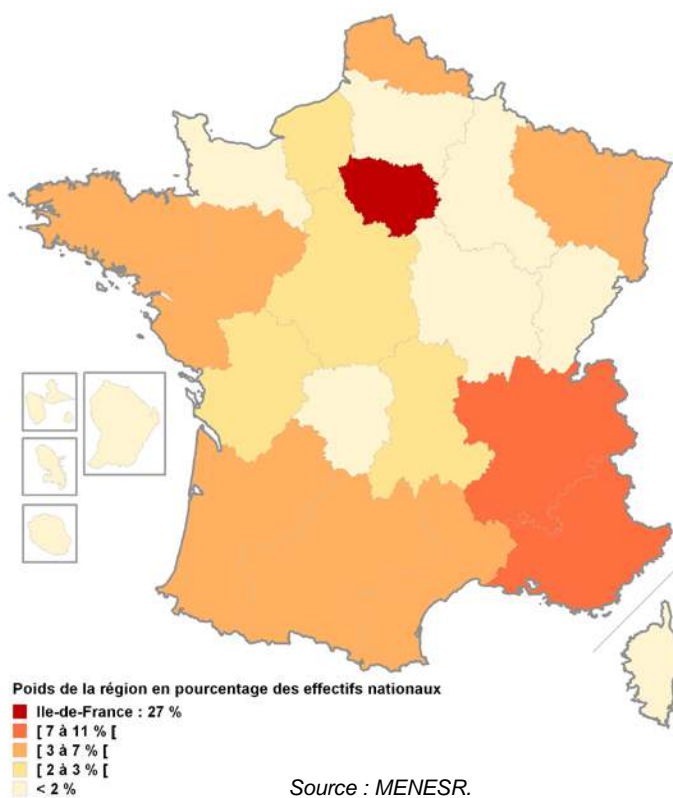 Poids de la région en pourcentage des effectifs nationaux
Ile-de-France : 27 %
[ 7 à 11 % [
[ 3 à 7 % [
[ 2 à 3 % [
< 2 %
Source : MENESR.